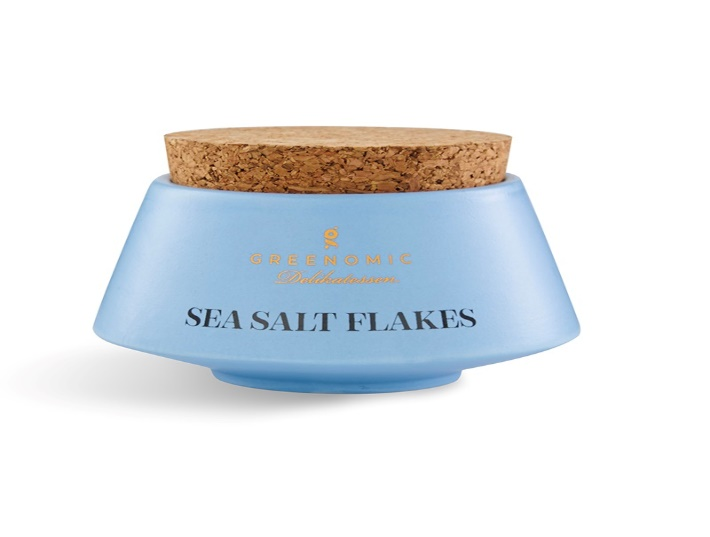 GREENOMIC
Delikatessen
SEA SALT FLAKES